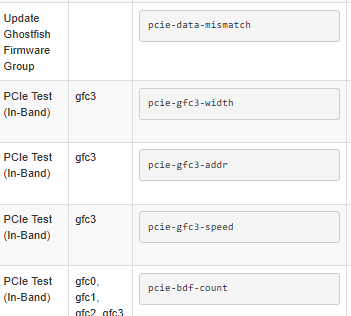 Update
Ghostfish
Firmware
Group
pcie-data-mismatch
PCIe Test
(In-Band)
gfc3
pcie-gfc3-width
PCIe Test
(In-Band)
gfc3
pcie-gfc3-addr
PCIe Test
(In-Band)
gfc3
pcie-gfc3-speed
PCIe Test
(In-Band)
gfc0,
gfc1,
gfc2, gfc3
pcie-bdf-count